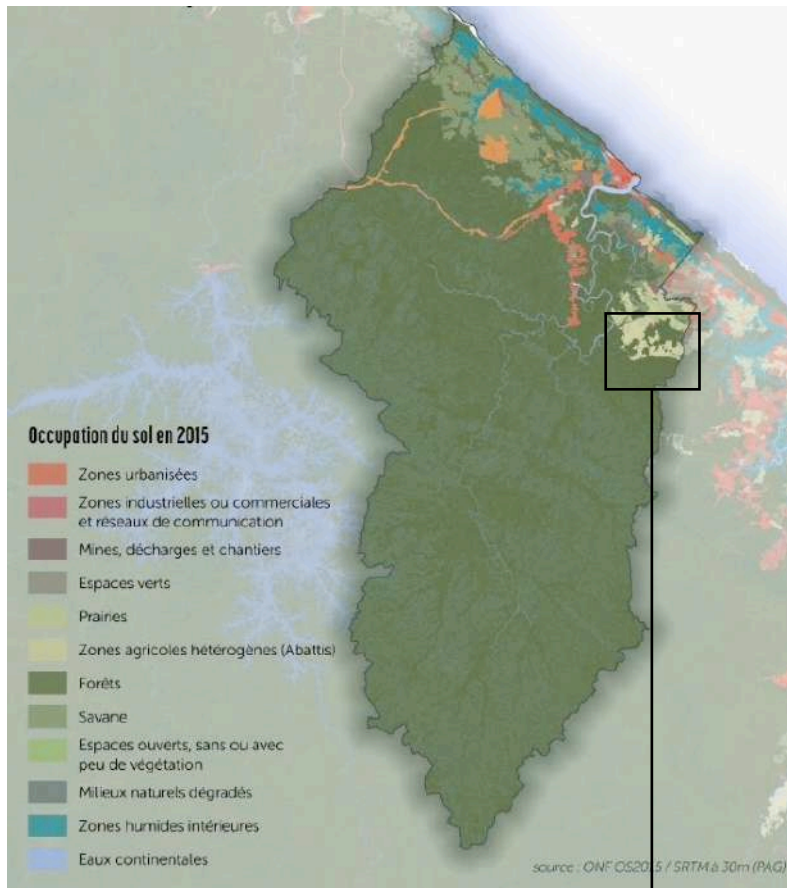 Occupation du sol en 2015
Zones urbanisées
Zones industrielles ou commerciales
et réseaux de communication
Mines, décharges et chantiers
Espaces verts
Prairies
Zones agricoles hétérogènes (Abattis)
Forêts
Savane
Espaces ouverts, sans ou avec
peu de végétation
Milieux naturels dégradés
Zones humides intérieures
Eaux continentales
source : ONF OS2015 / SRTM à 30m (PAG)